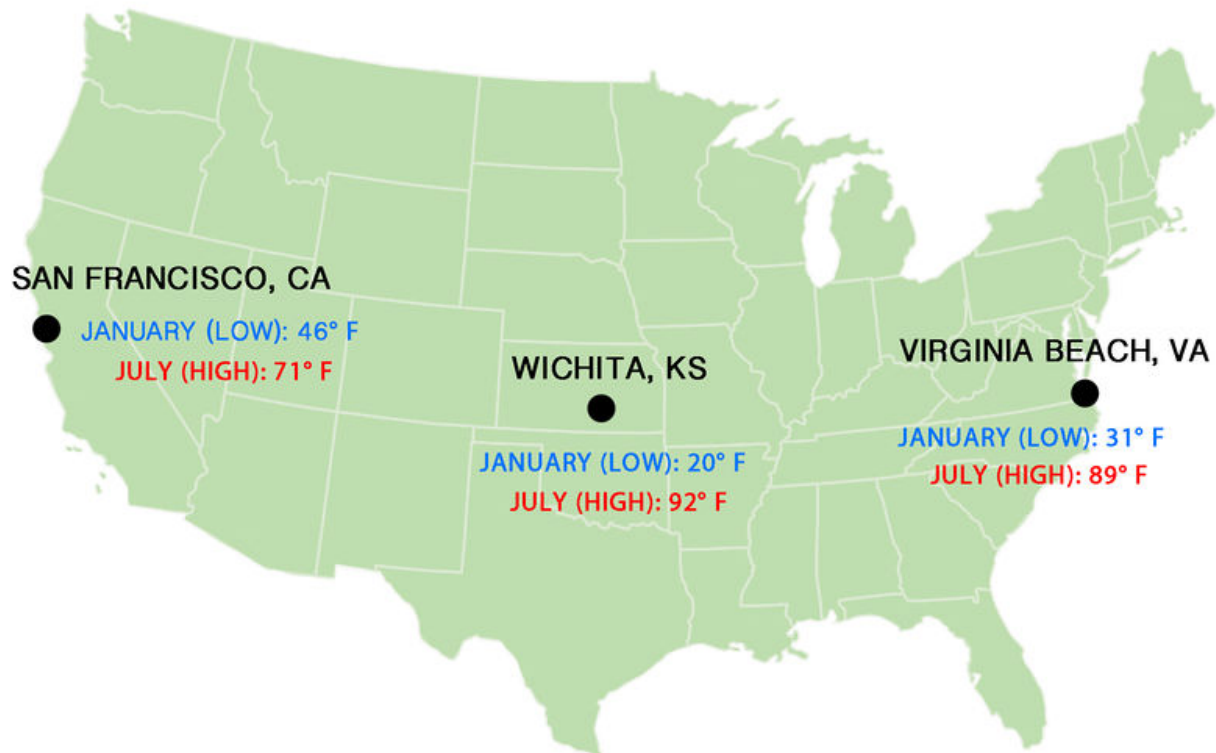 SAN FRANCISCO, CA
JANUARY (LOW): 46° F
JULY (HIGH): 71° F
WICHITA, KS
JANUARY (LOW): 20° F
JULY (HIGH): 92° F
VIRGINIA BEACH, VA
JANUARY (LOW): 31° F
JULY (HIGH): 89° F